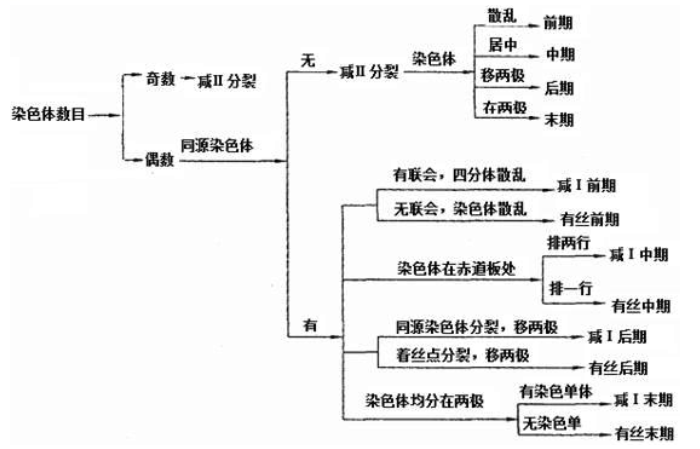 散乱
前期
居中
中期
无
减Ⅱ分裂
染色体
移两极
后期
在两极
末期
奇数
减Ⅱ分裂
染色体数目
偶数
同源染色体
有联会，四分体散乱
减Ⅰ前期
无联会，染色体散乱
有丝前期
排两行
减Ⅰ中期
染色体在赤道板处
排一行
有丝中期
有
同源染色体分裂，移两极
减Ⅰ后期
着丝点分裂，移两极
有丝后期
染色体均分在两极
有染色单体
减Ⅰ末期
无染色单
有丝末期